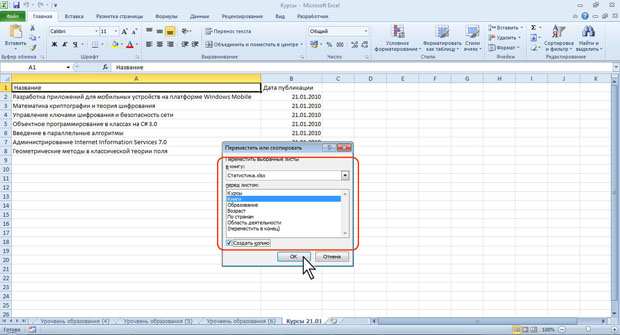 Курсы - Microsoft Excel
Файл Главная Вставка Разметка страницы Формулы Данные Рецензирование Вид Разработчик
Вставить
Calibri 11
Ж К Ч
Перенос текста
Объединить и поместить в центре
Общий
Условное форматирование
Форматировать как таблицу
Стили ячеек
Вставить
Удалить
Формат
Сортировка и фильтр
Найти и выделить
Буфер обмена Шрифт Выравнивание Число Стили Ячейки Редактирование
A1 fx Название
A B C D E F G H I J K
1 Название Дата публикации
2 Разработка приложений для мобильных устройств на платформе Windows Mobile 21.01.2010
3 Математика криптографии и теория шифрования 21.01.2010
4 Управление ключами шифрования и безопасность сети 21.01.2010
5 Объектное программирование в классах на C# 3.0 21.01.2010
6 Введение в параллельные алгоритмы 21.01.2010
7 Администрирование Internet Information Services 7.0 21.01.2010
8 Геометрические методы в классической теории поля 21.01.2010
9
10
11
12
13
14
15
16
17
18
19
20
21
22
23
24
25
26
Переместить или скопировать
Переместить выбранные листы
в книгу:
Статистика.xlsx
перед листом:
Курсы
Книги
Образование
Возраст
По странам
Область деятельности
(переместить в конец)
Создать копию
ОК Отмена
Урочвень образования (4) Урочвень образования (5) Урочвень образования (6) Курсы 21.01
Готово 100%